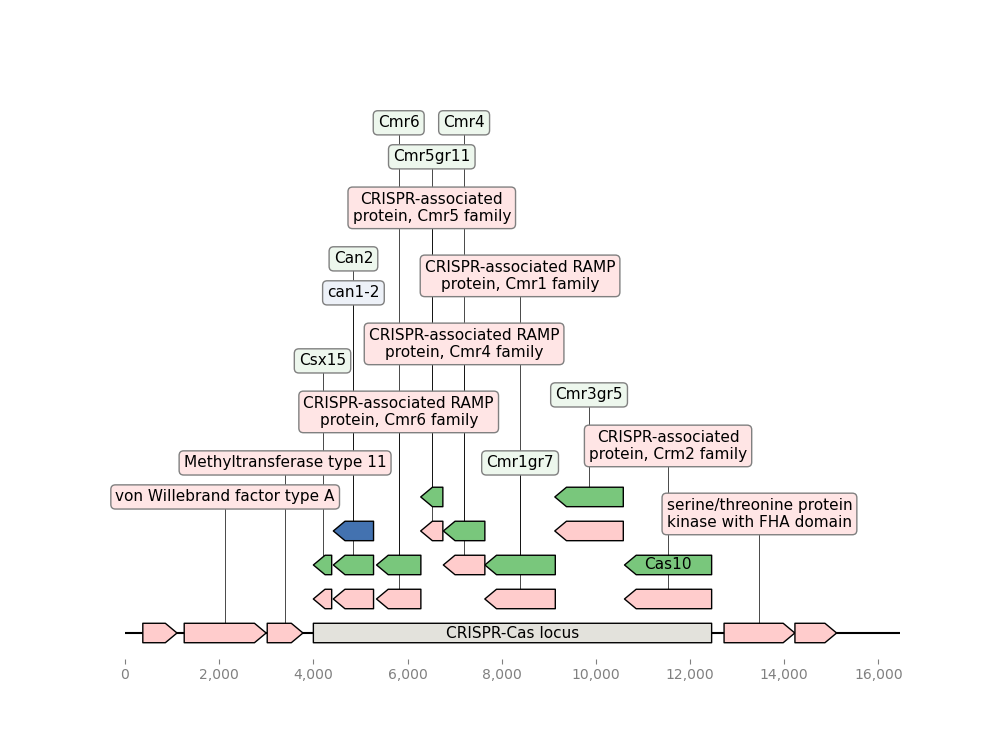 Cmr6
Cmr4
Cmr5gr11
CRISPR-associated
protein, Cmr5 family
Can2
CRISPR-associated RAMP
protein, Cmr1 family
can1-2
CRISPR-associated RAMP
protein, Cmr4 family
Csx15
Cmr3gr5
CRISPR-associated RAMP
protein, Cmr6 family
CRISPR-associated
protein, Crm2 family
Methyltransferase type 11
Cmr1gr7
von Willebrand factor type A
serine/threonine protein
kinase with FHA domain
Cas10
CRISPR-Cas locus
0 2,000 4,000 6,000 8,000 10,000 12,000 14,000 16,000